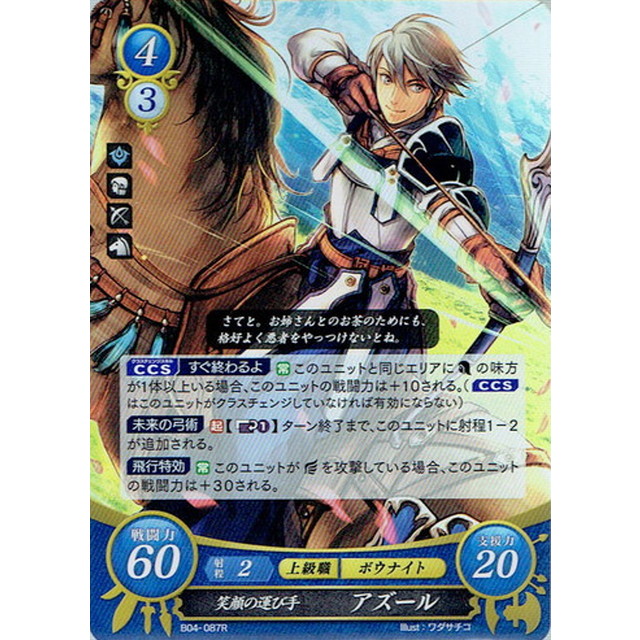 4
3
さてと。お姉さんとのお茶のためにも、
格好よく悪者をやっつけないとね。
クラスチェンジスキル
CCS すぐ終わるよ 常 このユニットと同じエリアに の味方
が1体以上いる場合、このユニットの戦闘力は+10される。(CCS
はこのユニットがクラスチェンジしていなければ有効にならない)
未来の弓術 起【 1】ターン終了まで、このユニットに射程1-2
が追加される。
飛行特効 常 このユニットが を攻撃している場合、このユニット
の戦闘力は+30される。
戦闘力
60
射程 2 上級職 ボウナイト
支援力
20
笑顔の運び手 アズール
B04-087R Illust:ワダサチコ